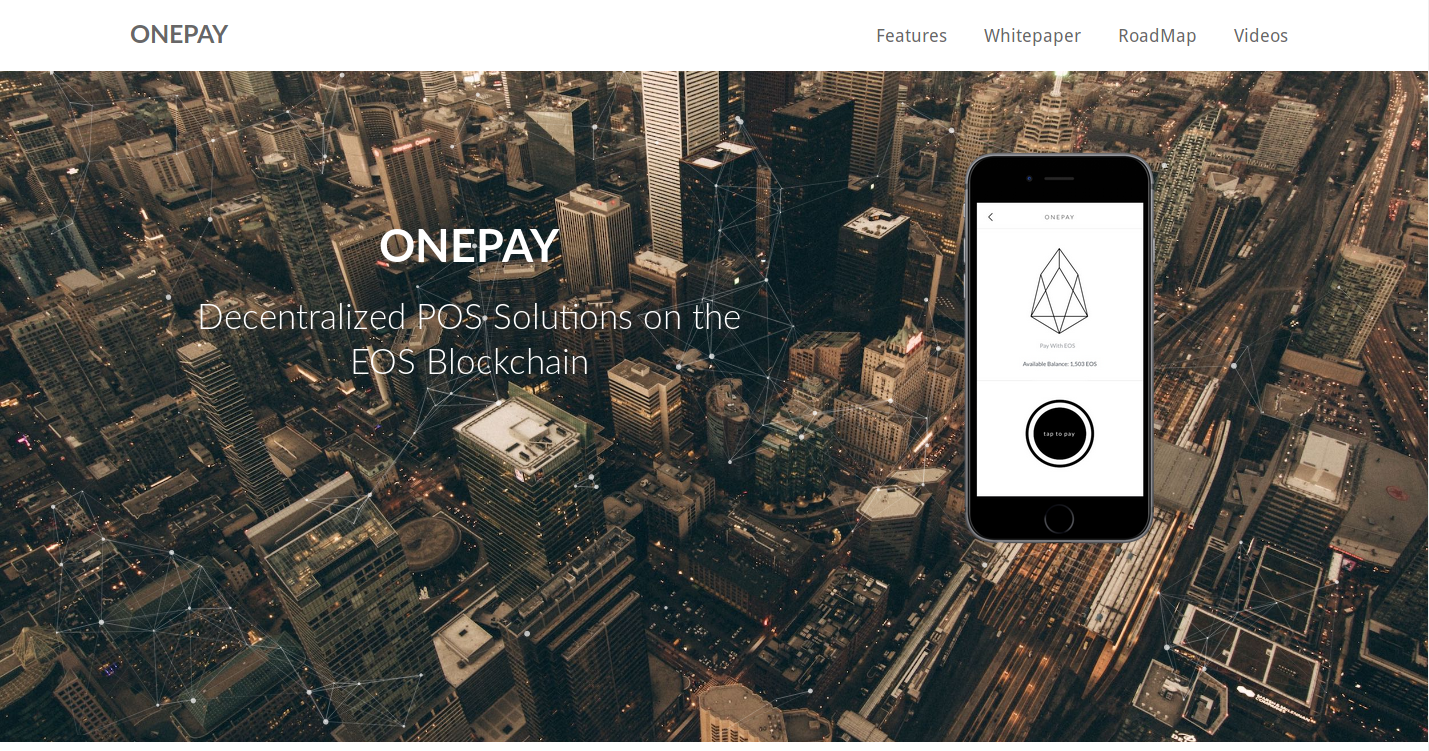 ONEPAY
Features Whitepaper RoadMap Videos
ONEPAY
Decentralized POS Solutions on the
EOS Blockchain
ONEPAY
Pay With EOS
Available Balance: 1,503 EOS
tap to pay